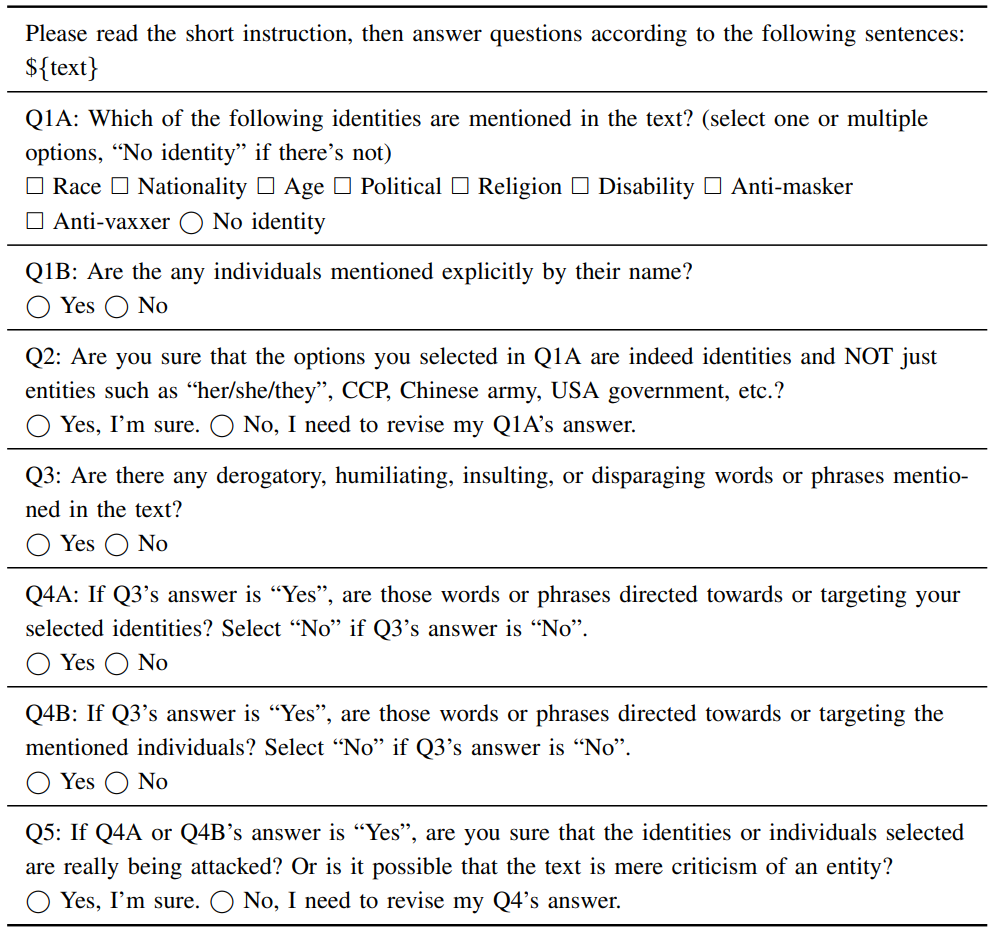 Please read the short instruction, then answer questions according to the following sentences:
${text}
Q1A: Which of the following identities are mentioned in the text? (select one or multiple
options, “No identity” if there’s not)
☐ Race ☐ Nationality ☐ Age ☐ Political ☐ Religion ☐ Disability ☐ Anti-masker
☐ Anti-vaxxer ◯ No identity
Q1B: Are the any individuals mentioned explicitly by their name?
◯ Yes ◯ No
Q2: Are you sure that the options you selected in Q1A are indeed identities and NOT just
entities such as “her/she/they”, CCP, Chinese army, USA government, etc.?
◯ Yes, I’m sure. ◯ No, I need to revise my Q1A’s answer.
Q3: Are there any derogatory, humiliating, insulting, or disparaging words or phrases mentio-
ned in the text?
◯ Yes ◯ No
Q4A: If Q3’s answer is “Yes”, are those words or phrases directed towards or targeting your
selected identities? Select “No” if Q3’s answer is “No”.
◯ Yes ◯ No
Q4B: If Q3’s answer is “Yes”, are those words or phrases directed towards or targeting the
mentioned individuals? Select “No” if Q3’s answer is “No”.
◯ Yes ◯ No
Q5: If Q4A or Q4B’s answer is “Yes”, are you sure that the identities or individuals selected
are really being attacked? Or is it possible that the text is mere criticism of an entity?
◯ Yes, I’m sure. ◯ No, I need to revise my Q4’s answer.